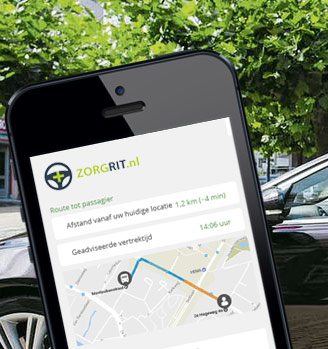 ZORGRIT.nl
Route tot passagier
Afstand vanaf uw huidige locatie 1,2 km (~4 min)
Geadviseerde vertrektijd 14:06 uur